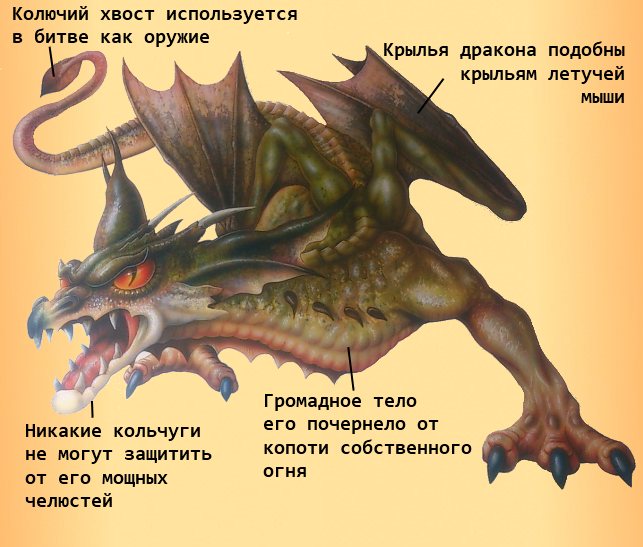 Колючий хвост используется
в битве как оружие
Крылья дракона подобны
крыльям летучей
мыши
Никакие кольчуги
не могут защитить
от его мощных
челюстей
Громадное тело
его почернело от
копоти собственного
огня